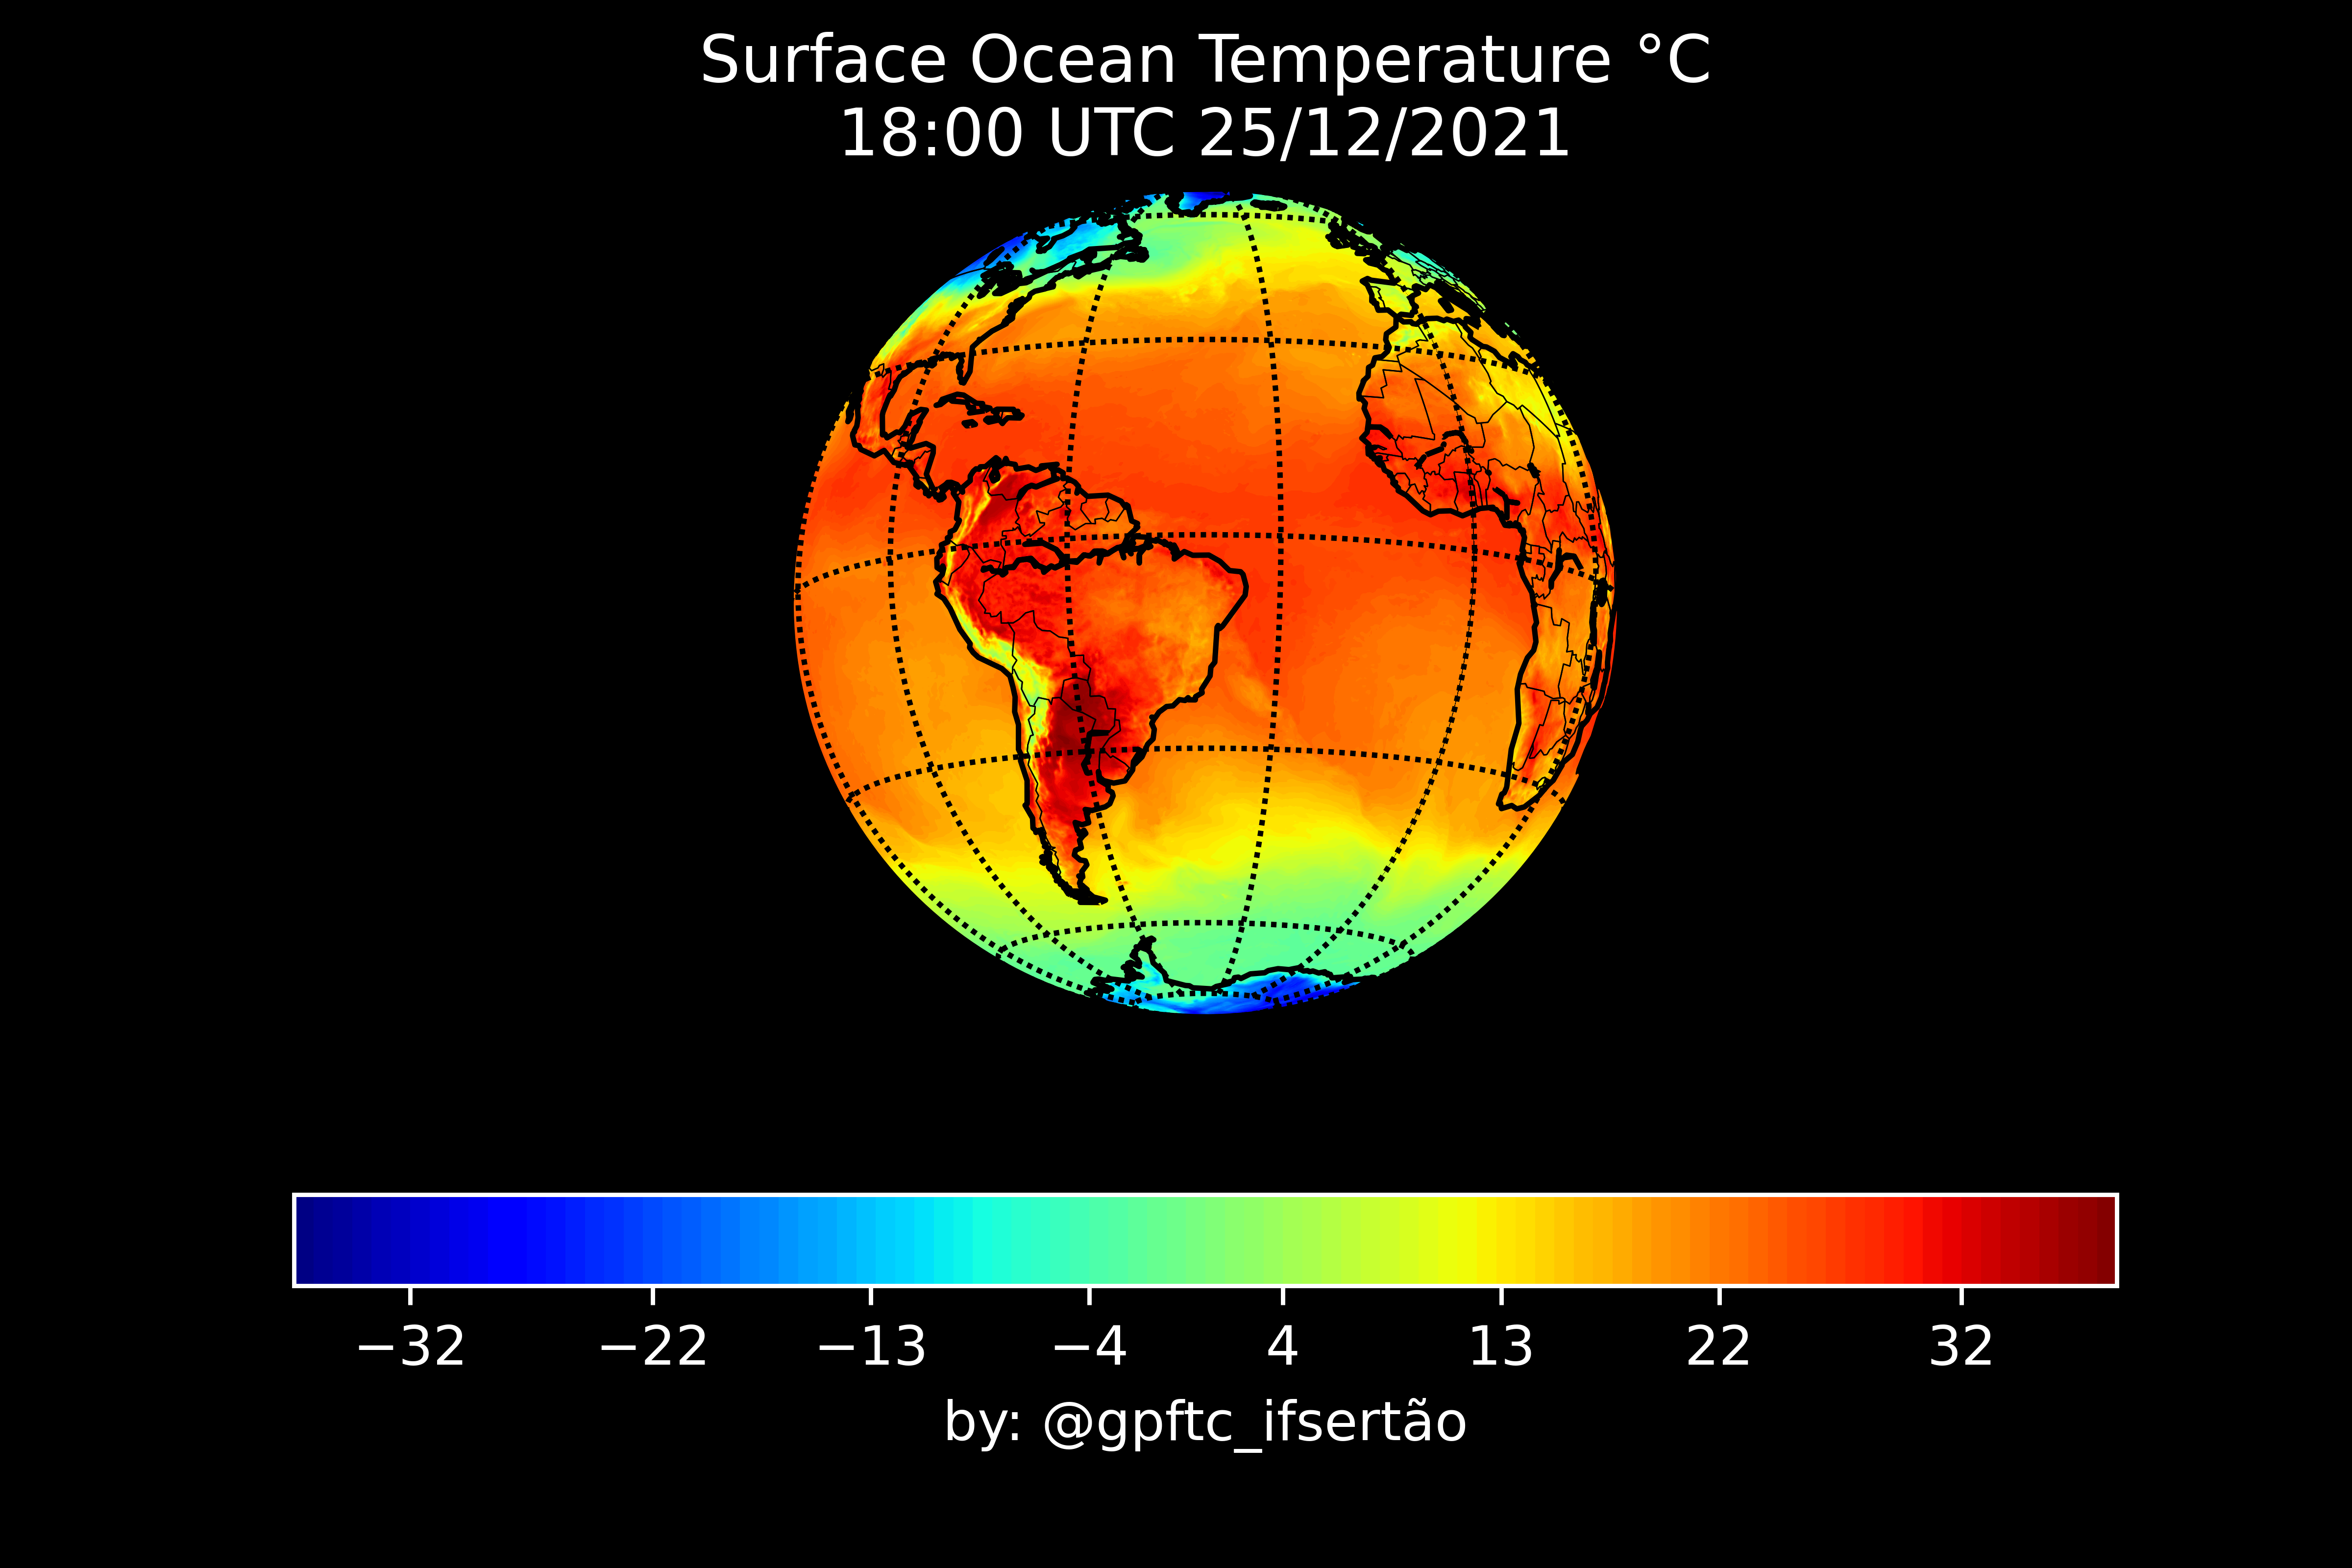 Surface Ocean Temperature °C
18:00 UTC 25/12/2021
−32 −22 −13 −4 4 13 22 32
by: @gpftc_ifsertão